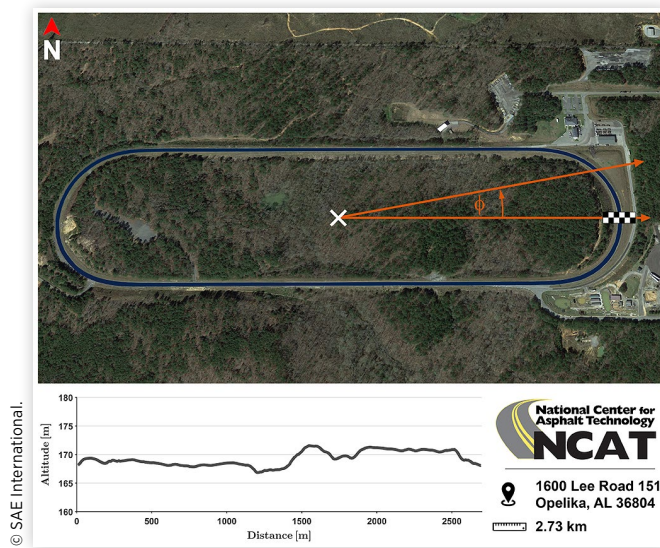 N
ϕ
© SAE International.
180
175
170
165
160
Altitude [m]
0
500
1000
1500
2000
2500
Distance [m]
National Center for
Asphalt Technology
NCAT
1600 Lee Road 151
Opelika, AL 36804
2.73 km